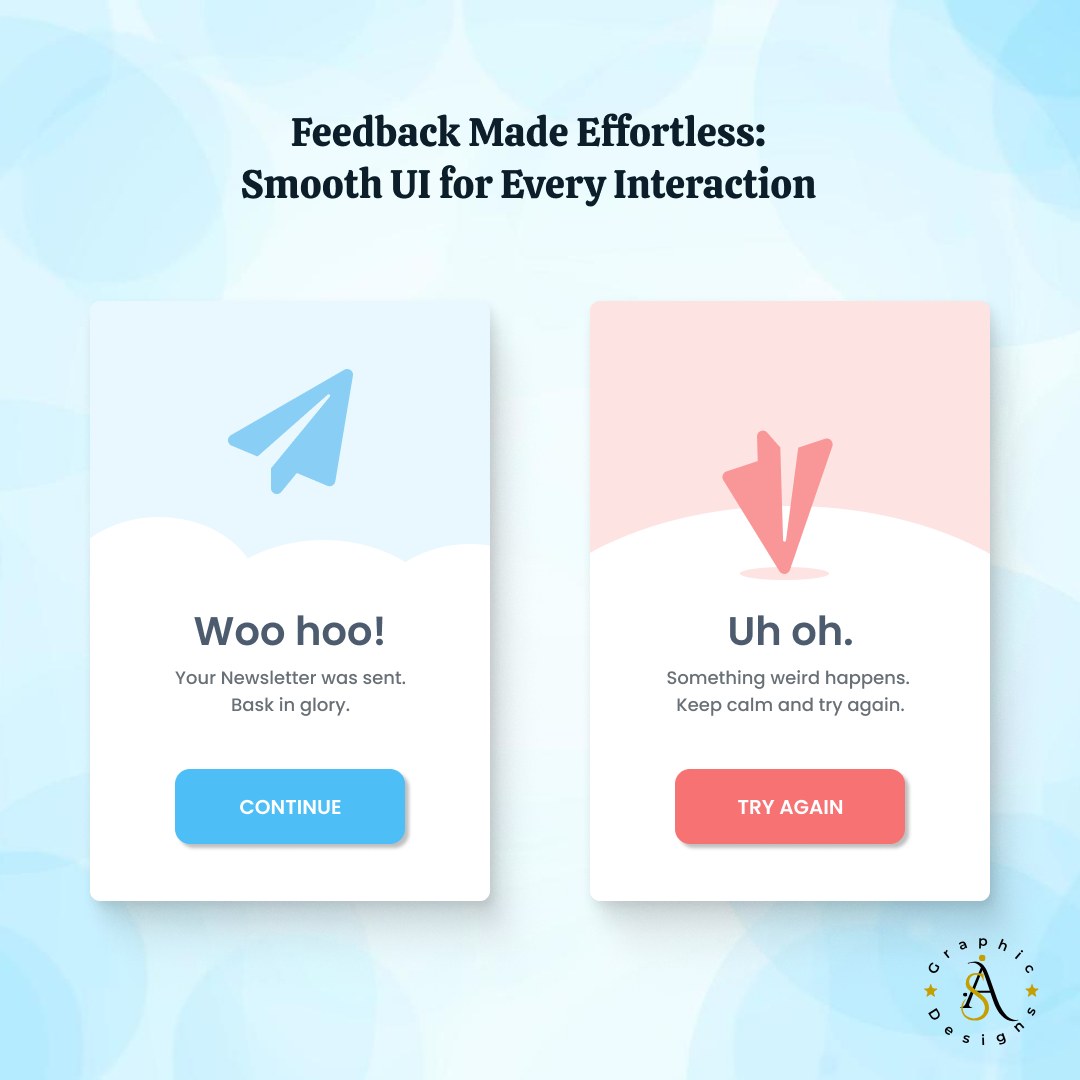 Feedback Made Effortless:
Smooth UI for Every Interaction
Woo hoo!
Your Newsletter was sent.
Bask in glory.
CONTINUE
Uh oh.
Something weird happens.
Keep calm and try again.
TRY AGAIN
Graphic
SA
Designs